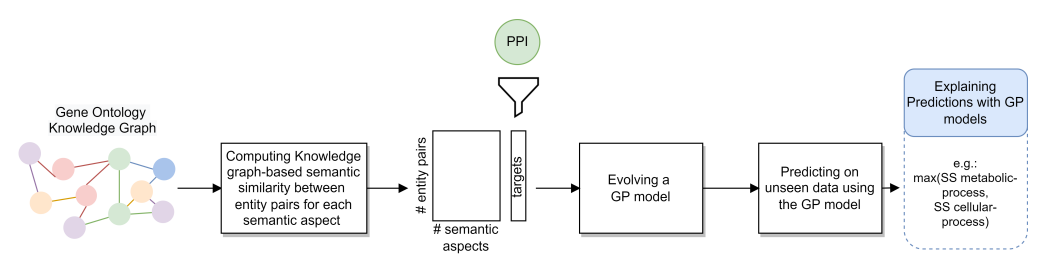 PPI
Gene Ontology
Knowledge Graph
Computing Knowledge
graph-based semantic
similarity between
entity pairs for each
semantic aspect
# entity pairs
# semantic
aspects
targets
Evolving a
GP model
Predicting on
unseen data using
the GP model
Explaining
Predictions with GP
models
e.g.:
max(SS metabolic-
process,
SS cellular-
process)